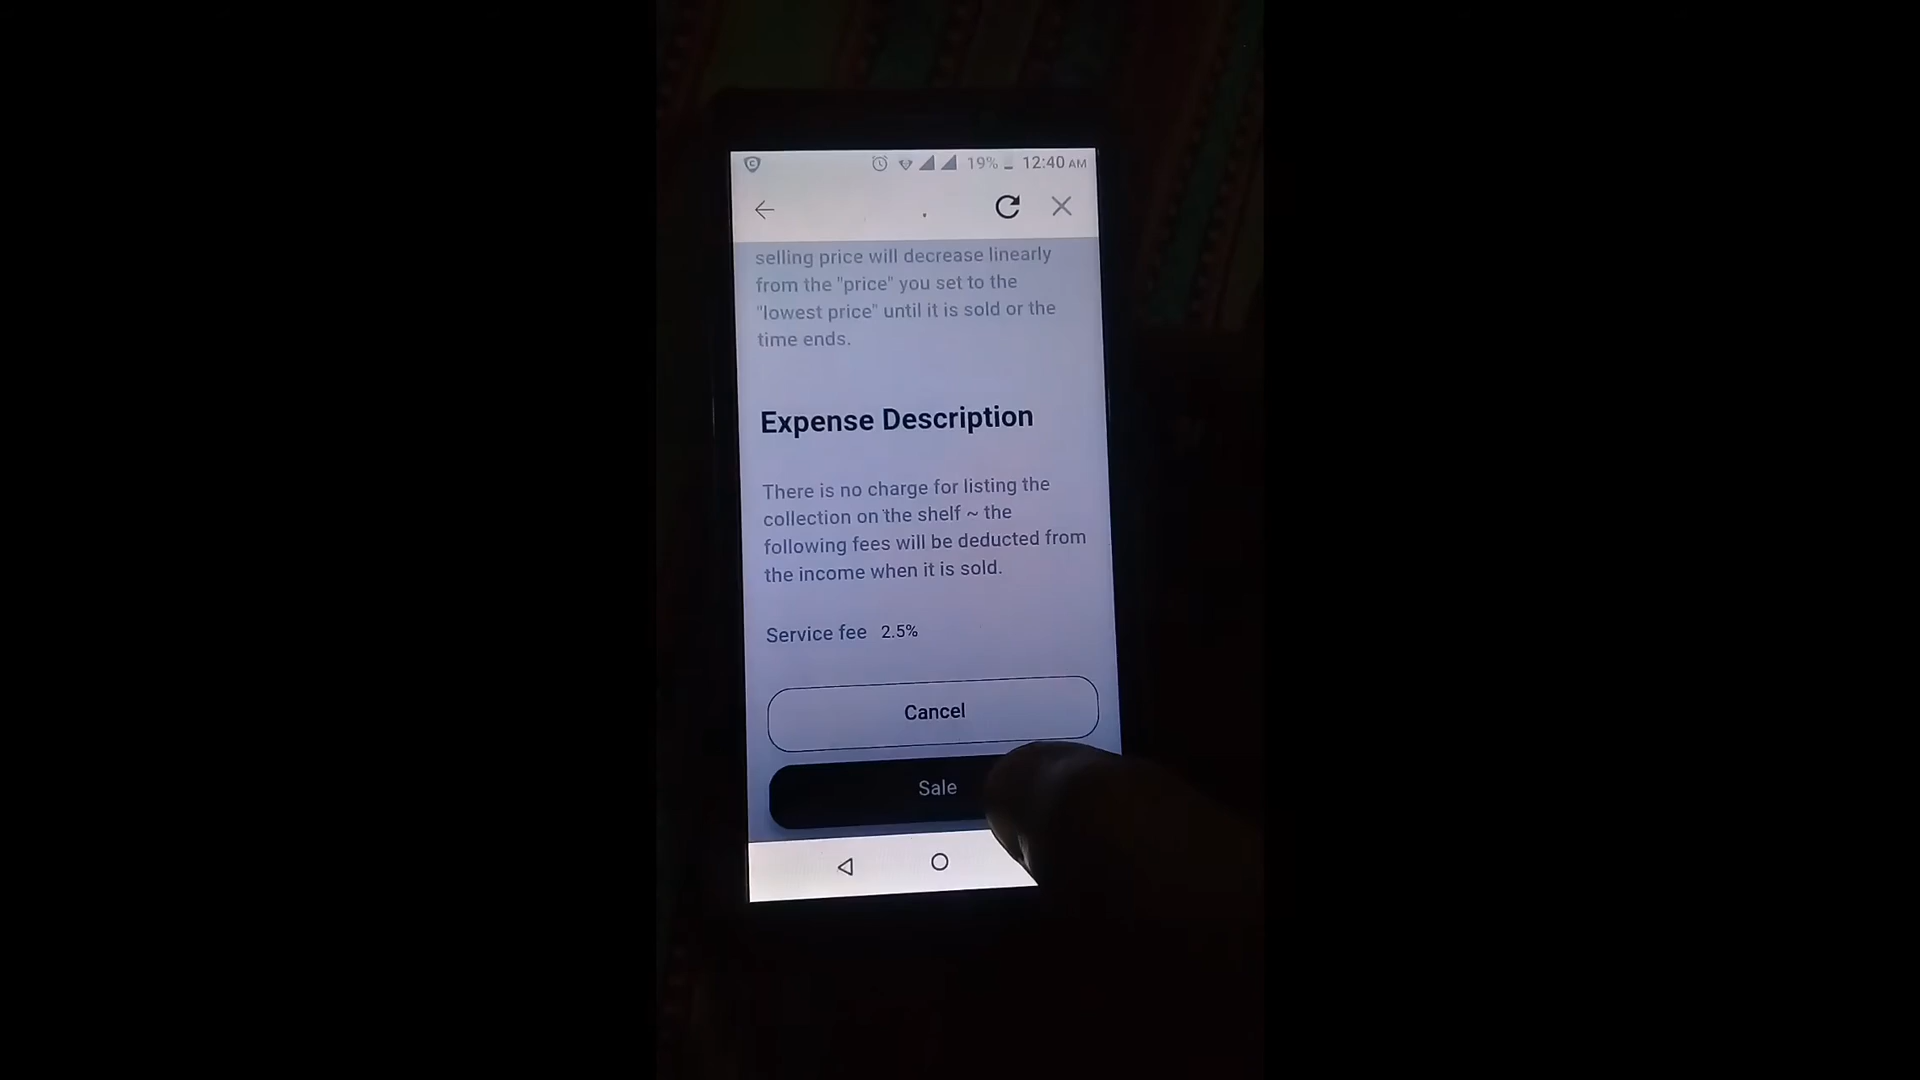 19% 12:40 AM
selling price will decrease linearly
from the "price" you set to the
"lowest price" until it is sold or the
time ends.
Expense Description
There is no charge for listing the
collection on the shelf ~ the
following fees will be deducted from
the income when it is sold.
Service fee 2.5%
Cancel
Sale